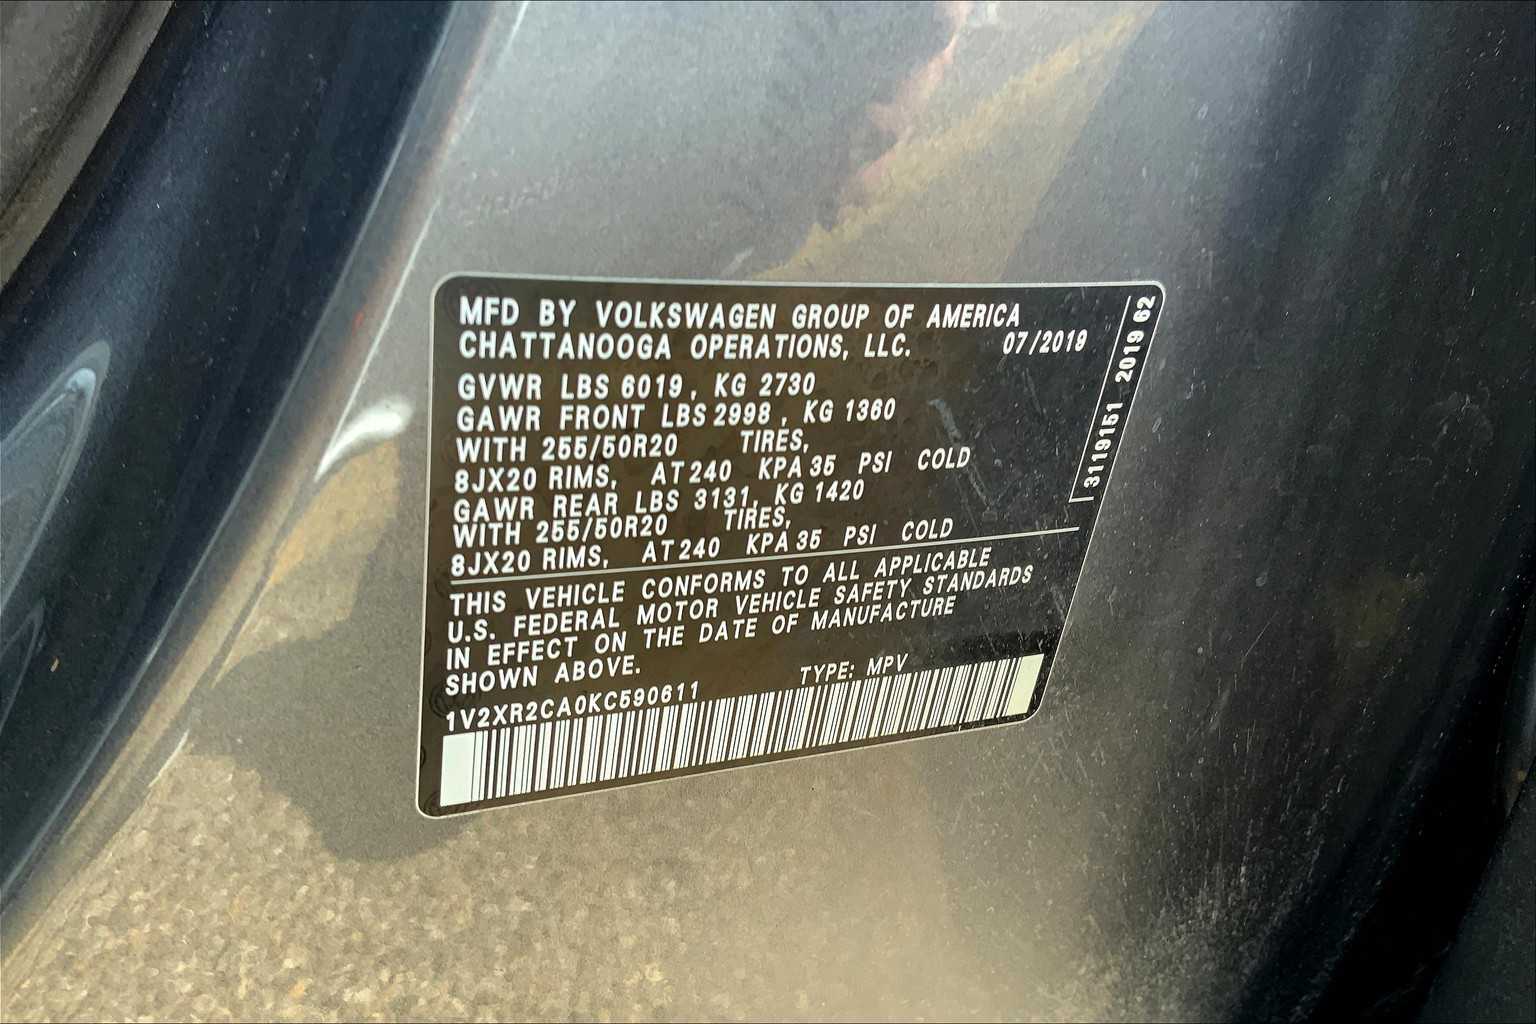 MFD BY VOLKSWAGEN GROUP OF AMERICA
CHATTANOOGA OPERATIONS, LLC. 07/2019
GVWR LBS 6019, KG 2730
GAWR FRONT LBS 2998, KG 1360
WITH 255/50R20 TIRES,
8JX20 RIMS, AT 240 KPA 35 PSI COLD
GAWR REAR LBS 3131, KG 1420
WITH 255/50R20 TIRES,
8JX20 RIMS, AT 240 KPA 35 PSI COLD
THIS VEHICLE CONFORMS TO ALL APPLICABLE
U.S. FEDERAL MOTOR VEHICLE SAFETY STANDARDS
IN EFFECT ON THE DATE OF MANUFACTURE
SHOWN ABOVE.
TYPE: MPV
1V2XR2CA0KC590611
3119151 2019 62